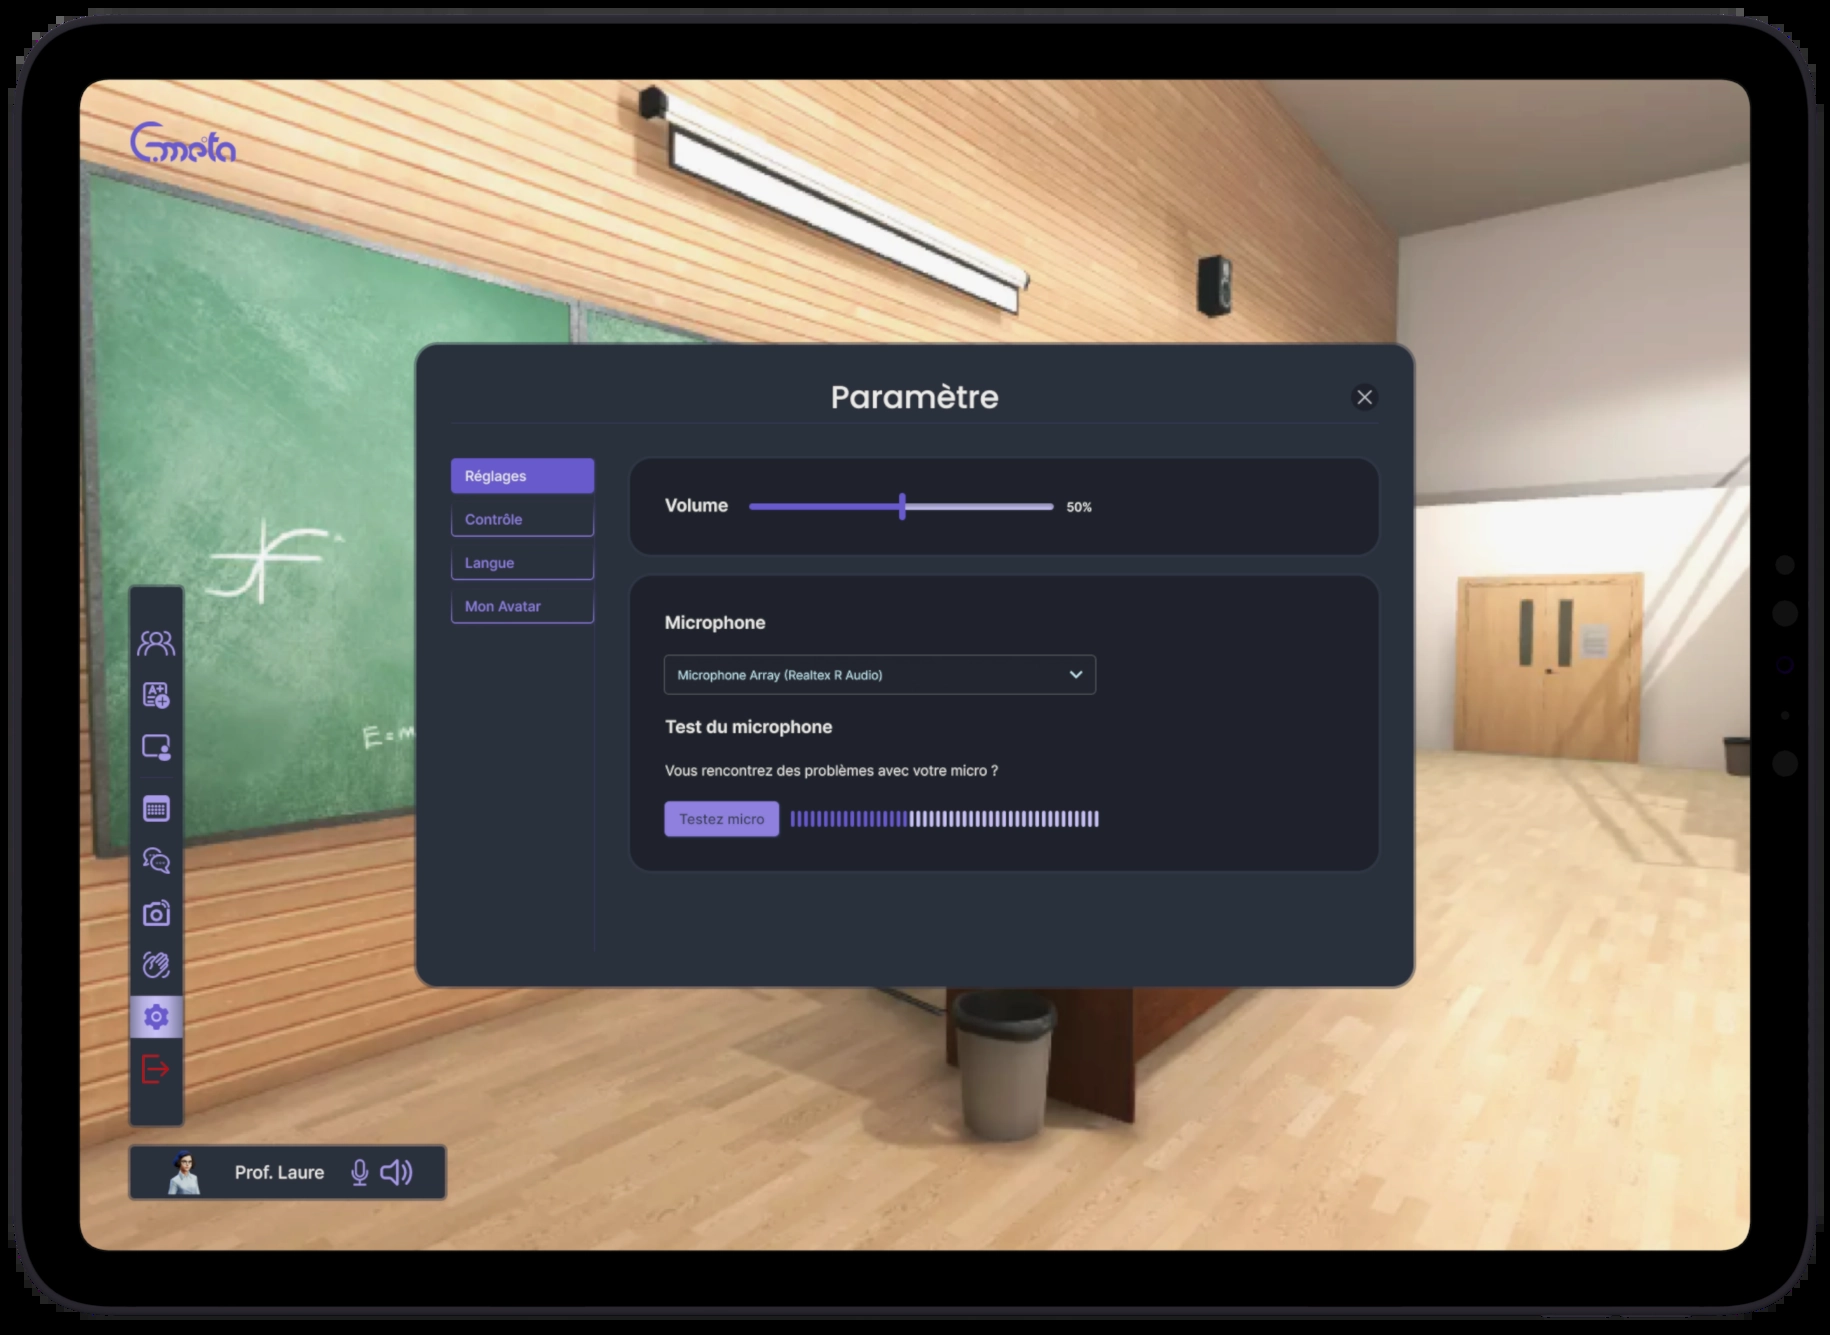 Gmeta
Paramètre
Réglages
Contrôle
Langue
Mon Avatar
Volume
50%
Microphone
Microphone Array (Realtex R Audio)
Test du microphone
Vous rencontrez des problèmes avec votre micro ?
Testez micro
E=m
A+
Prof. Laure